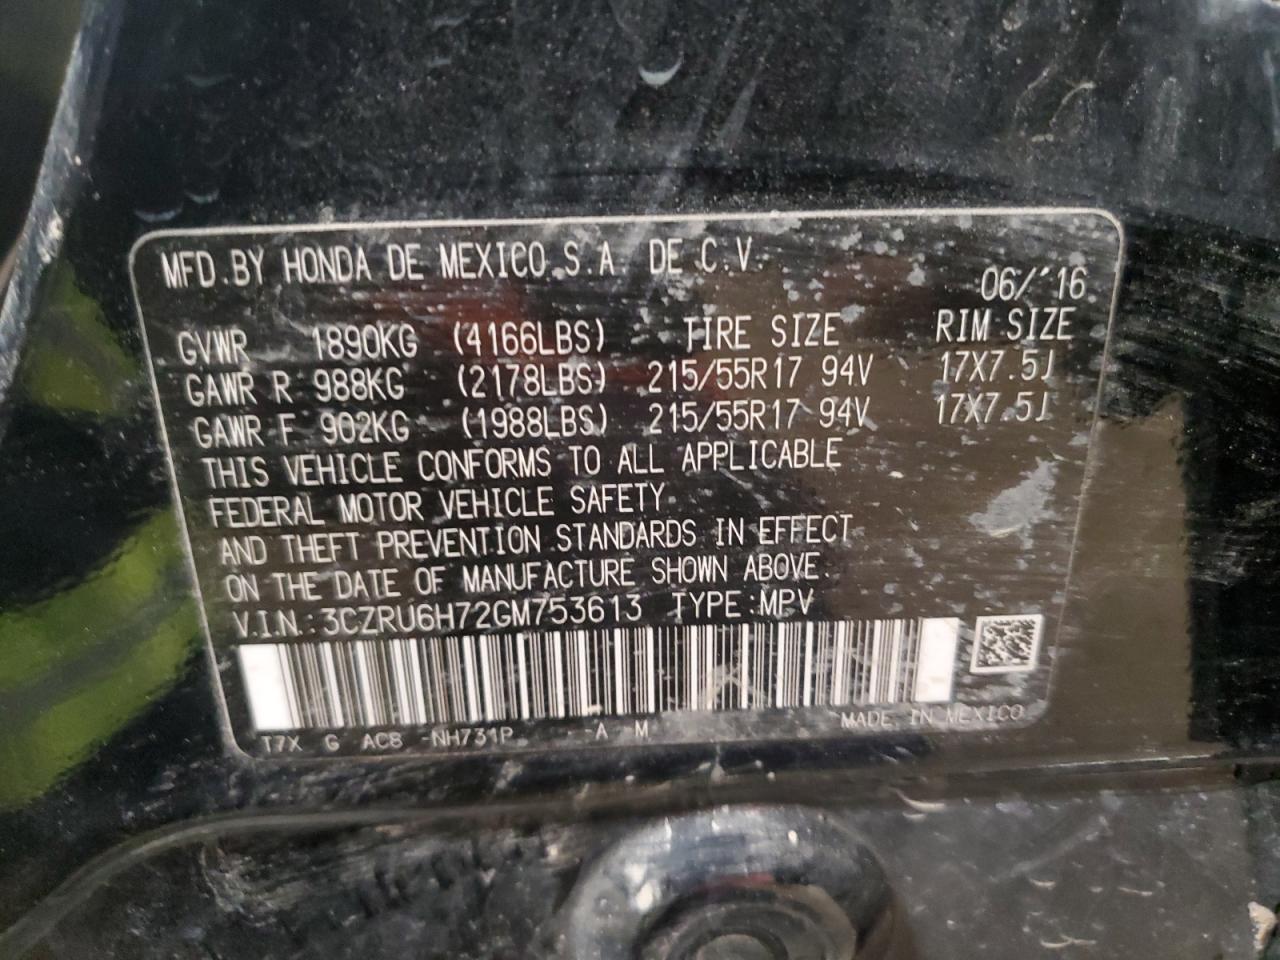 MFD.BY HONDA DE MEXICO S.A. DE C.V.
06/'16
GVWR 1890KG (4166LBS) TIRE SIZE RIM SIZE
GAWR R 988KG (2178LBS) 215/55R17 94V 17X7.5J
GAWR F 902KG (1988LBS) 215/55R17 94V 17X7.5J
THIS VEHICLE CONFORMS TO ALL APPLICABLE
FEDERAL MOTOR VEHICLE SAFETY
AND THEFT PREVENTION STANDARDS IN EFFECT
ON THE DATE OF MANUFACTURE SHOWN ABOVE.
V.I.N.: 3CZRU6H72GM753613 TYPE:MPV
T7X G AC8 -NH731P -A -M MADE IN MEXICO